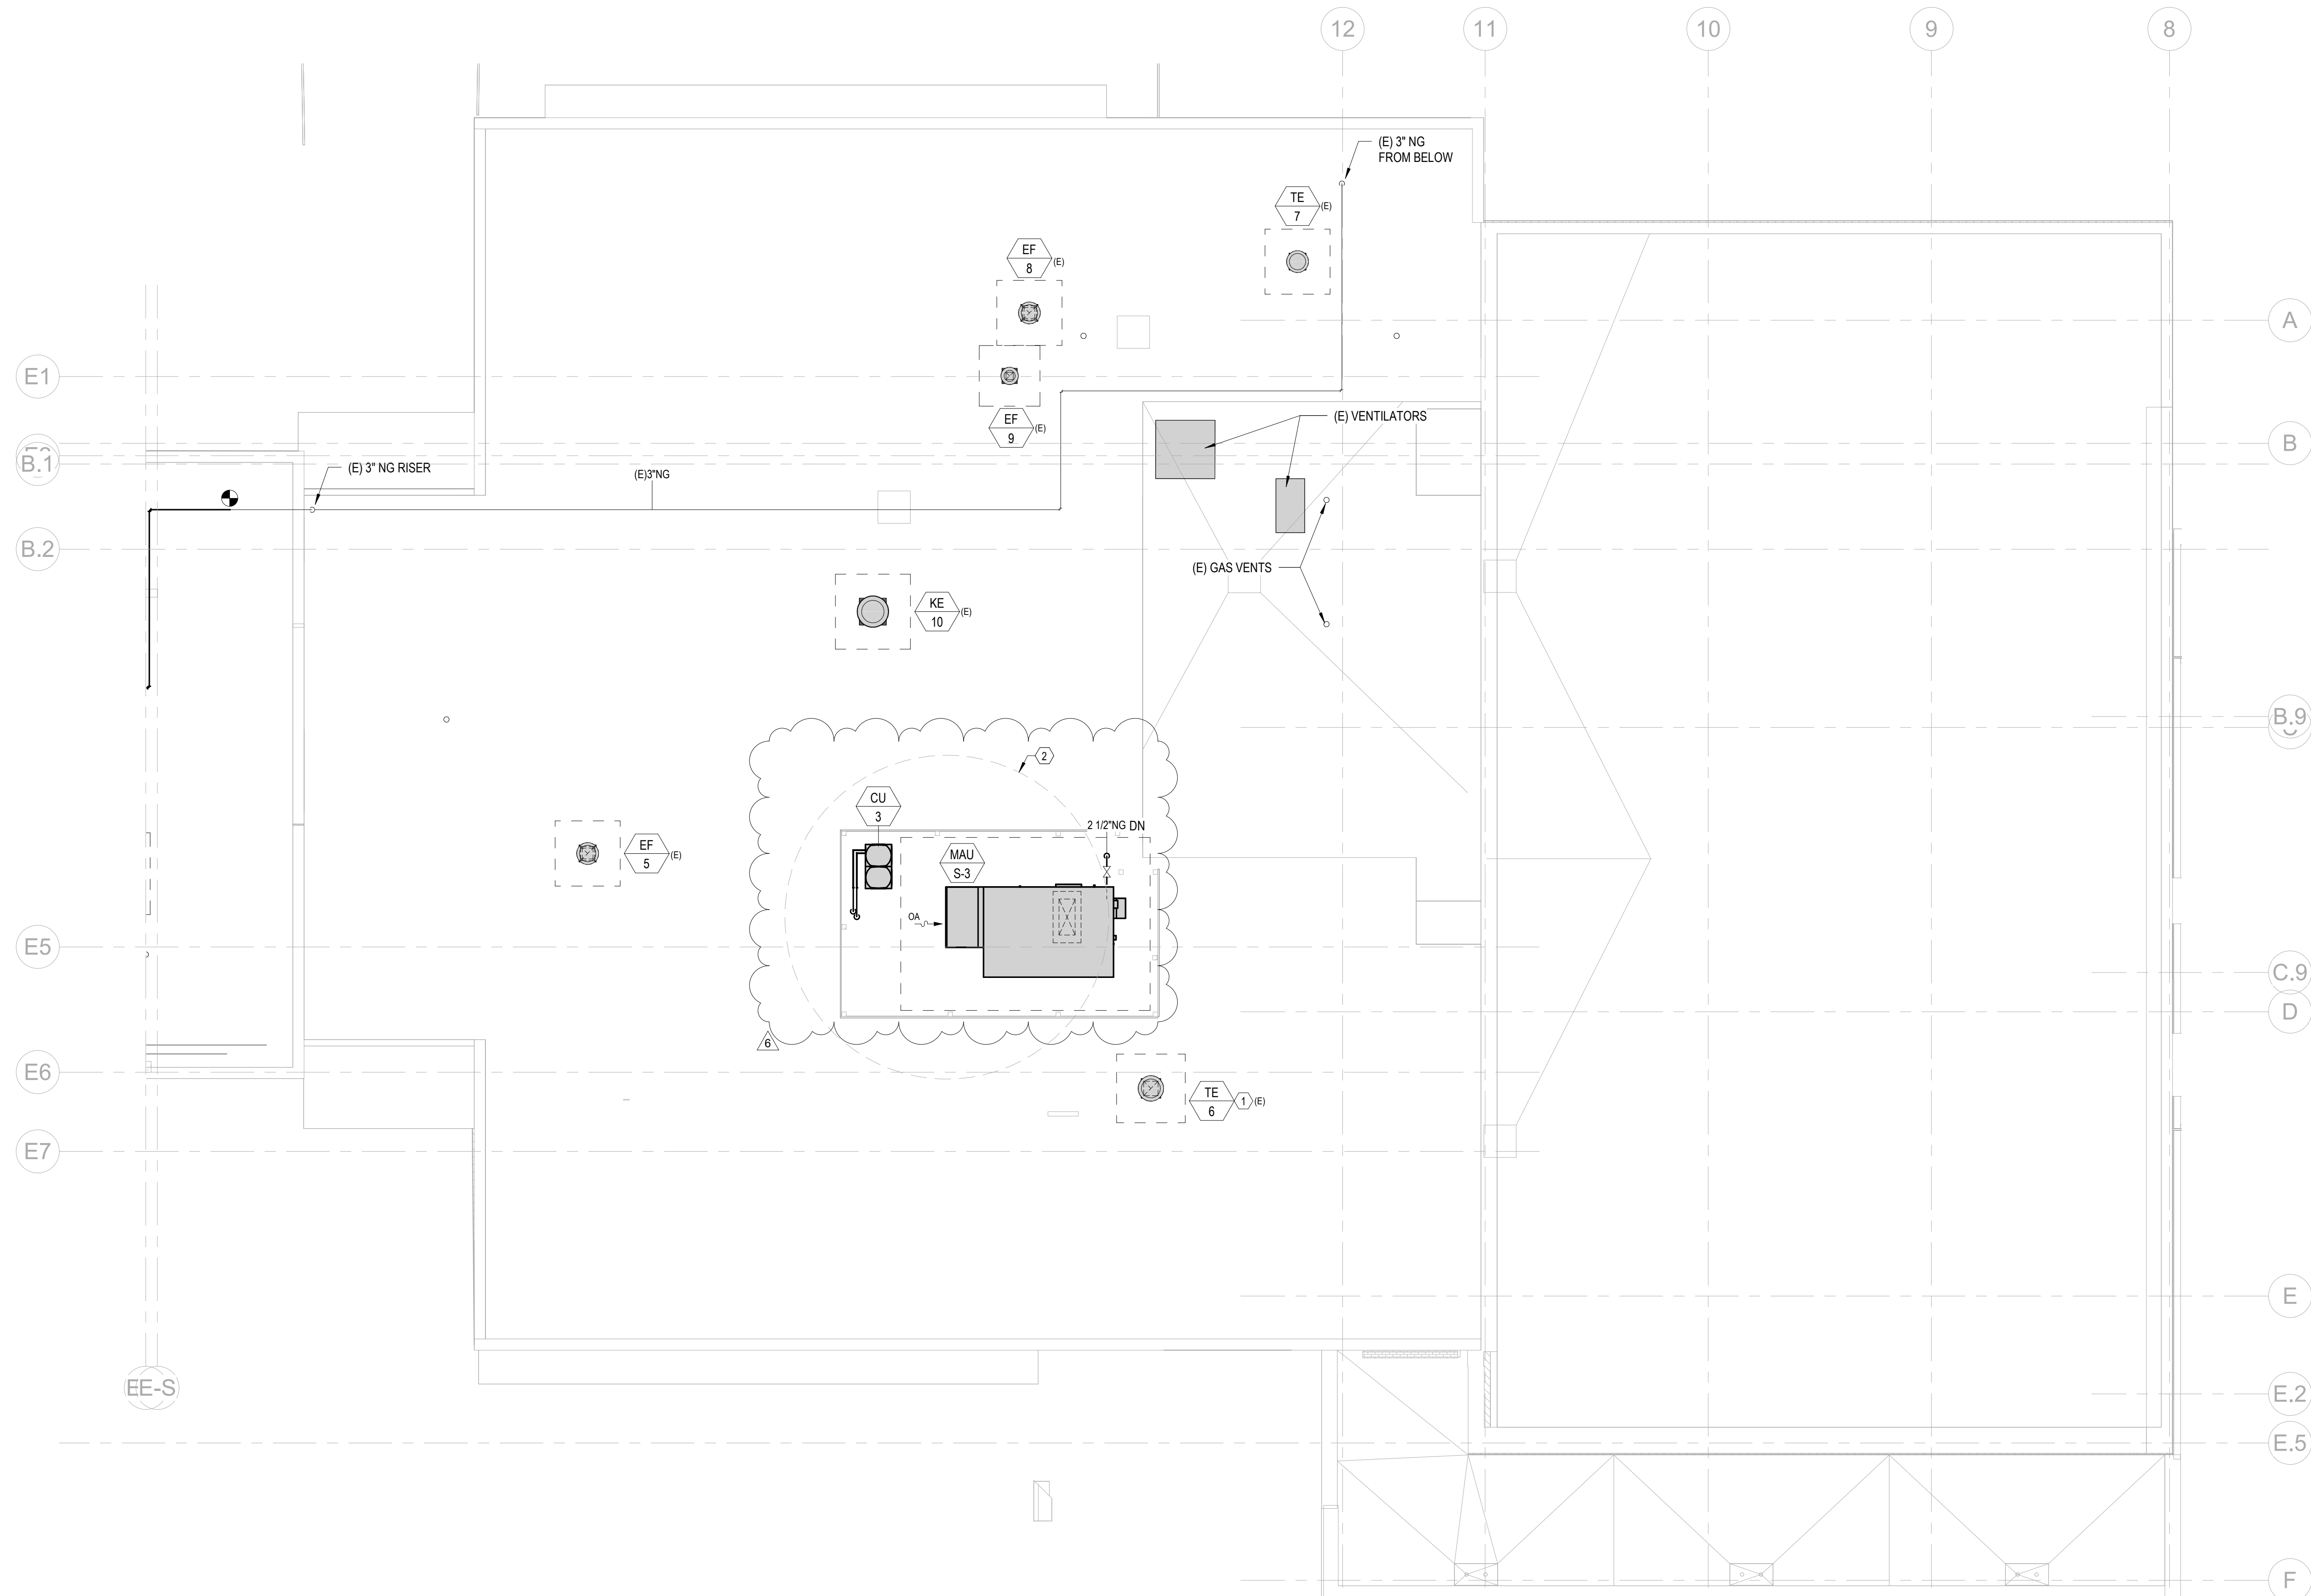 12
11
10
9
8
(E) 3" NG
FROM BELOW
TE
7
(E)
EF
8
(E)
A
E1
EF
9
(E)
(E) VENTILATORS
B
B.1
(E) 3" NG RISER
(E)3"NG
B.2
(E) GAS VENTS
KE
10
(E)
B.9
2
CU
3
2 1/2"NG DN
EF
5
(E)
MAU
S-3
OA
E5
C.9
D
6
E6
TE
6
1
(E)
E7
E
EE-S
E.2
E.5
F